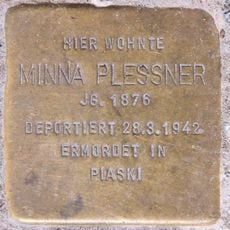 HIER WOHNTE
MINNA PLESSNER
JG. 1876
DEPORTIERT 28.3.1942
ERMORDET IN
PIASKI